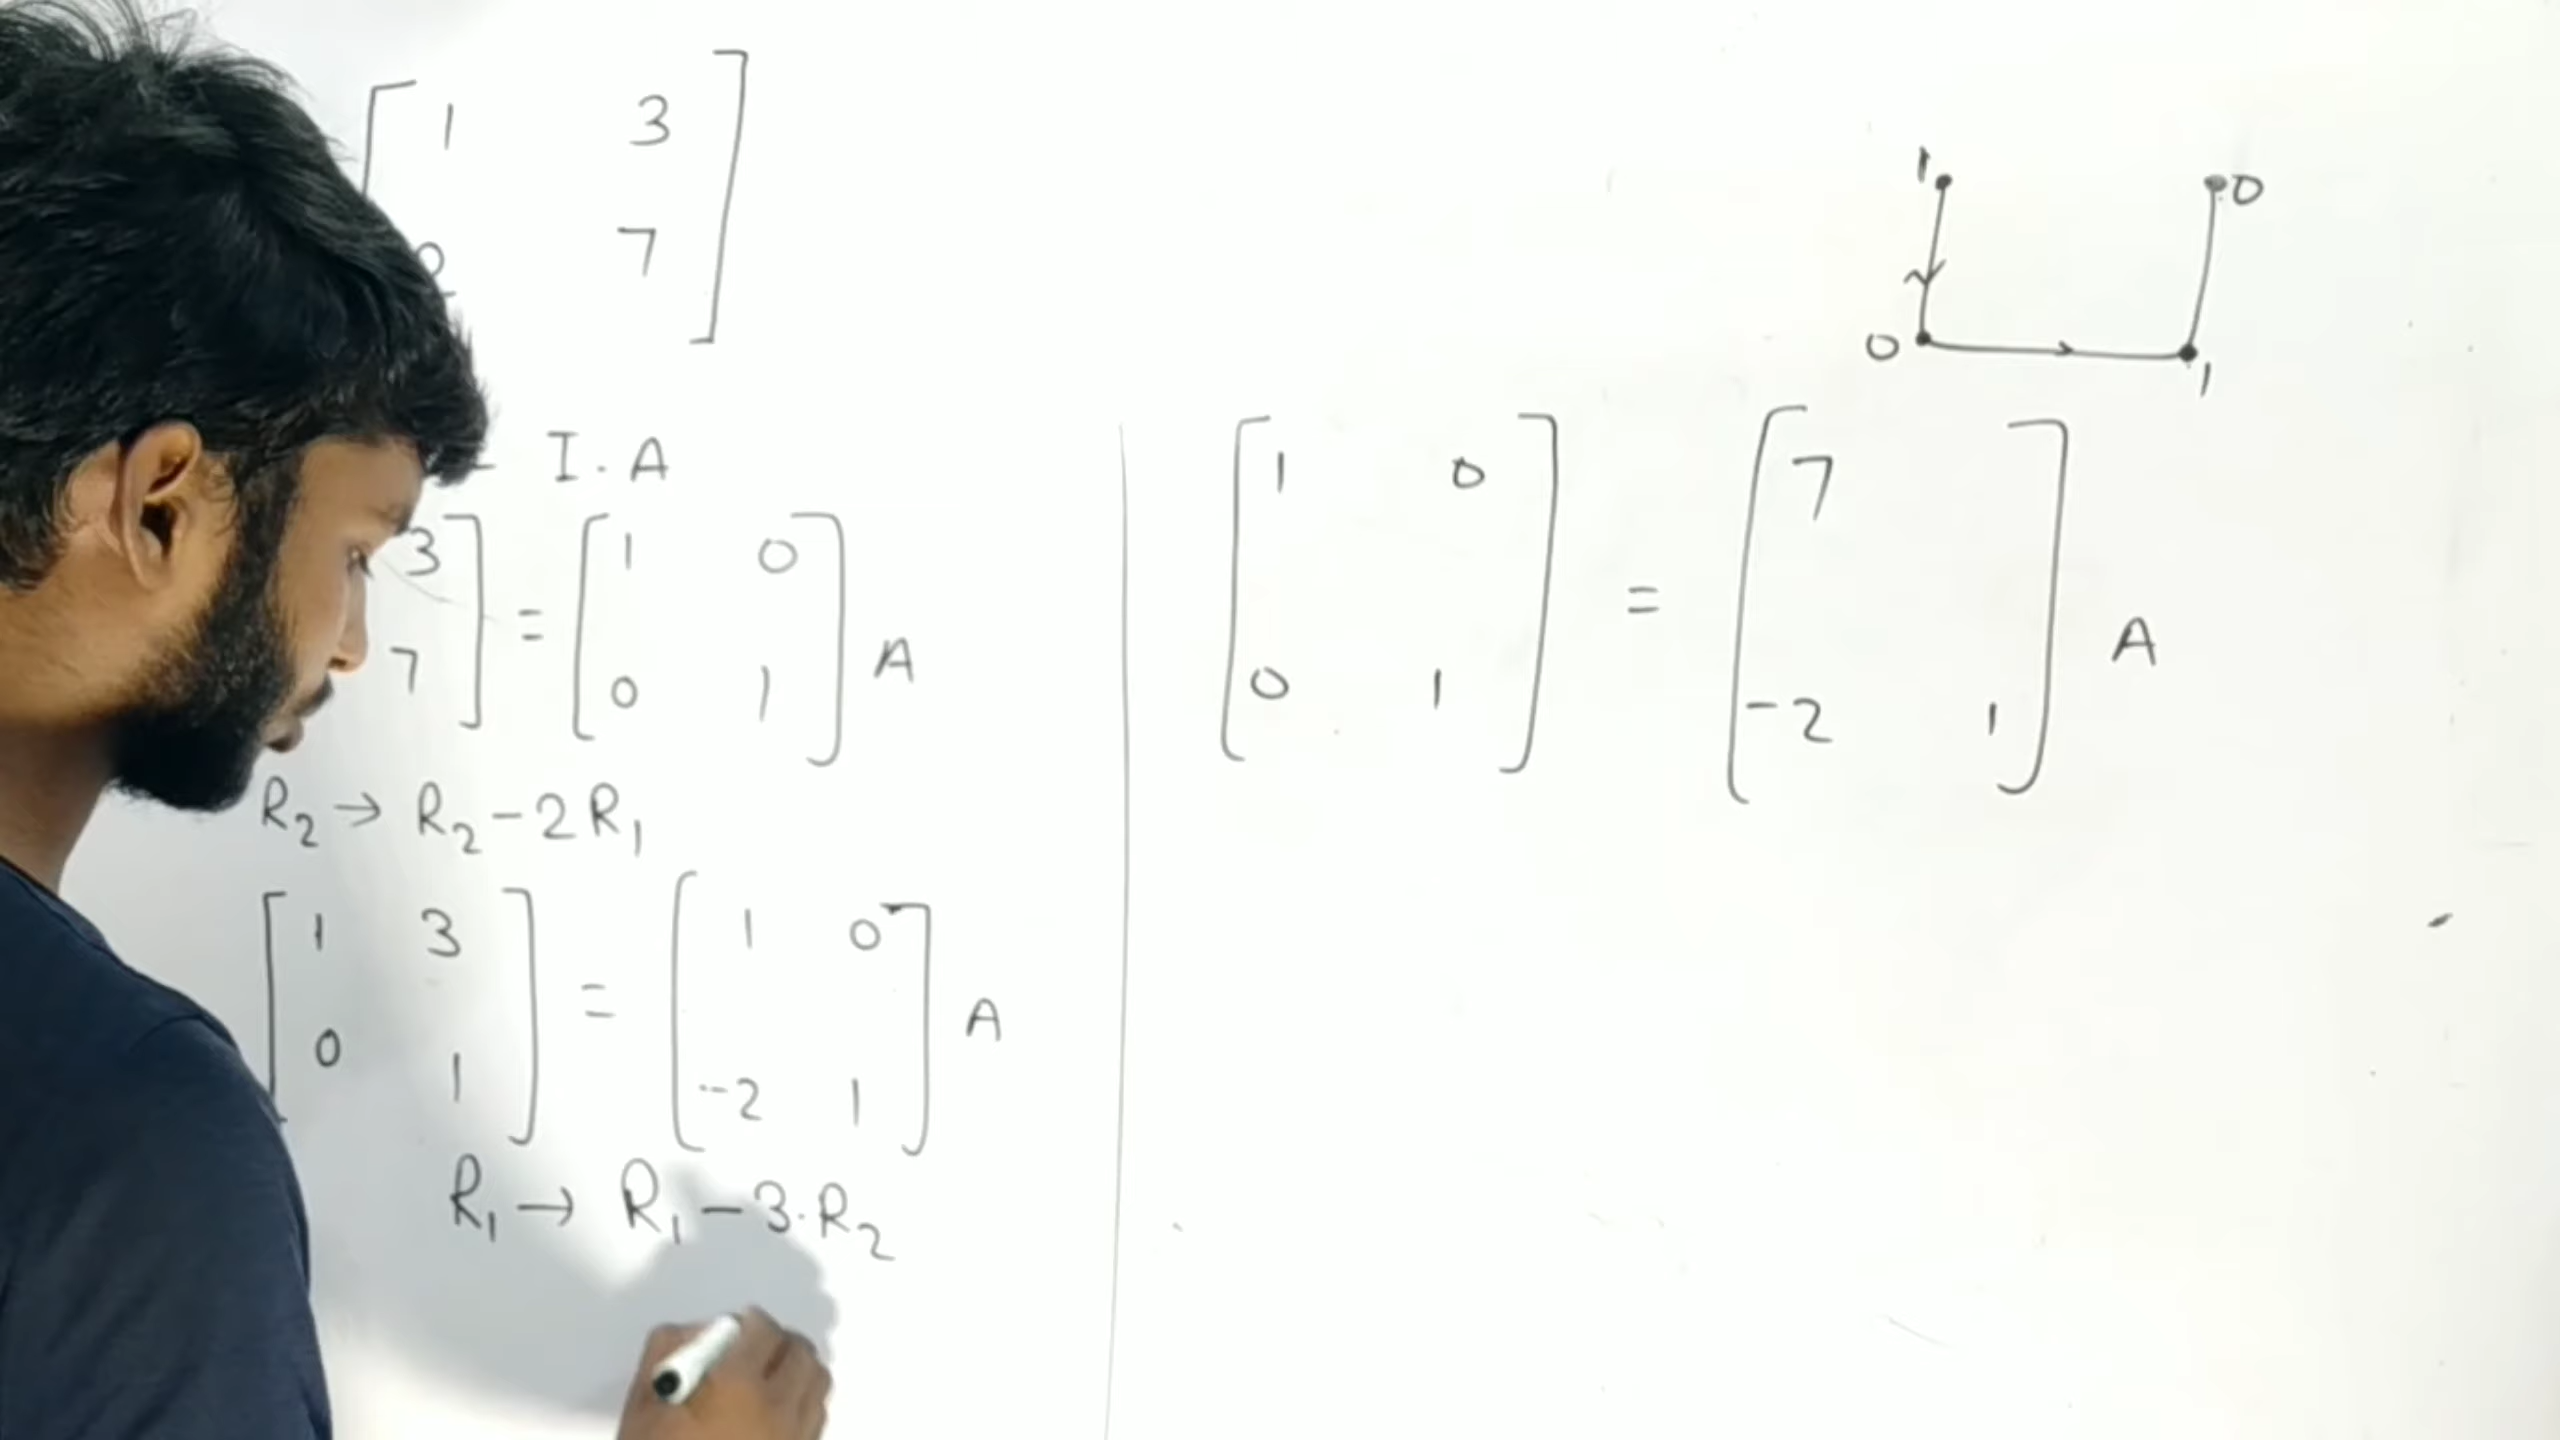 1 3
2 7
I.A
3 = 1 0
7 0 1 A
R2 → R2 - 2R1
1 3 = 1 0
0 1 -2 1 A
R1 → R1 - 3.R2
1 0
0 1
1 0 = 7
0 1 -2 1 A